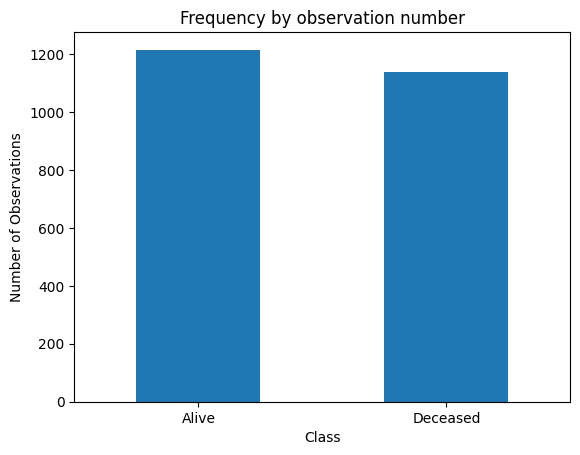 Frequency by observation number
1200
1000
800
600
400
200
0
Number of Observations
Alive
Deceased
Class